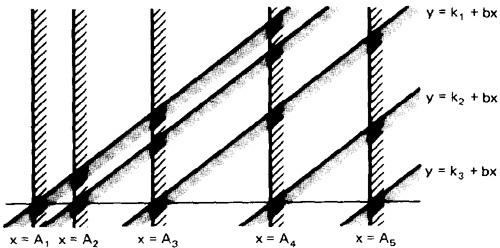 y = k₁ + bx
y = k₂ + bx
y = k₃ + bx
x = A₁ x = A₂ x = A₃ x = A₄ x = A₅